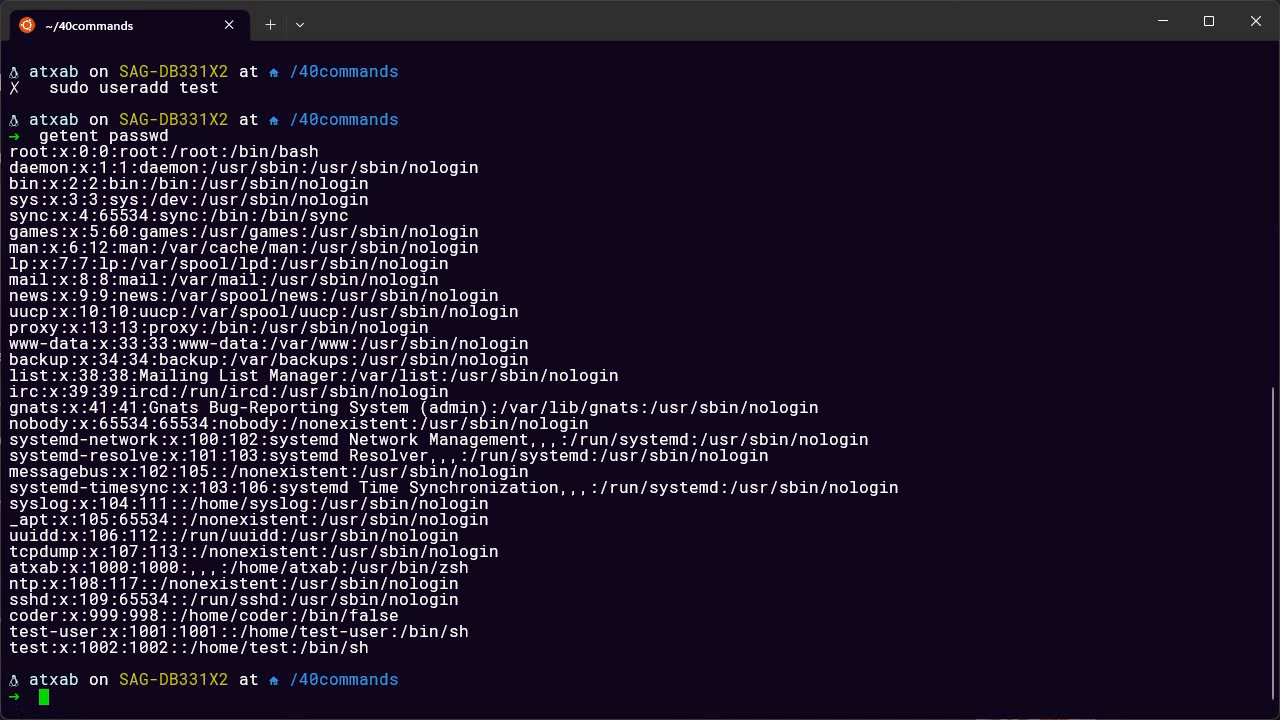 ~/40commands
atxab on SAG-DB331X2 at /40commands
X sudo useradd test
atxab on SAG-DB331X2 at /40commands
→ getent passwd
root:x:0:0:root:/root:/bin/bash
daemon:x:1:1:daemon:/usr/sbin:/usr/sbin/nologin
bin:x:2:2:bin:/bin:/usr/sbin/nologin
sys:x:3:3:sys:/dev:/usr/sbin/nologin
sync:x:4:65534:sync:/bin:/bin/sync
games:x:5:60:games:/usr/games:/usr/sbin/nologin
man:x:6:12:man:/var/cache/man:/usr/sbin/nologin
lp:x:7:7:lp:/var/spool/lpd:/usr/sbin/nologin
mail:x:8:8:mail:/var/mail:/usr/sbin/nologin
news:x:9:9:news:/var/spool/news:/usr/sbin/nologin
uucp:x:10:10:uucp:/var/spool/uucp:/usr/sbin/nologin
proxy:x:13:13:proxy:/bin:/usr/sbin/nologin
www-data:x:33:33:www-data:/var/www:/usr/sbin/nologin
backup:x:34:34:backup:/var/backups:/usr/sbin/nologin
list:x:38:38:Mailing List Manager:/var/list:/usr/sbin/nologin
irc:x:39:39:ircd:/run/ircd:/usr/sbin/nologin
gnats:x:41:41:Gnats Bug-Reporting System (admin):/var/lib/gnats:/usr/sbin/nologin
nobody:x:65534:65534:nobody:/nonexistent:/usr/sbin/nologin
systemd-network:x:100:102:systemd Network Management,,,:/run/systemd:/usr/sbin/nologin
systemd-resolve:x:101:103:systemd Resolver,,,:/run/systemd:/usr/sbin/nologin
messagebus:x:102:105::/nonexistent:/usr/sbin/nologin
systemd-timesync:x:103:106:systemd Time Synchronization,,,:/run/systemd:/usr/sbin/nologin
syslog:x:104:111::/home/syslog:/usr/sbin/nologin
_apt:x:105:65534::/nonexistent:/usr/sbin/nologin
uuidd:x:106:112::/run/uuidd:/usr/sbin/nologin
tcpdump:x:107:113::/nonexistent:/usr/sbin/nologin
atxab:x:1000:1000:,,,:/home/atxab:/usr/bin/zsh
ntp:x:108:117::/nonexistent:/usr/sbin/nologin
sshd:x:109:65534::/run/sshd:/usr/sbin/nologin
coder:x:999:998::/home/coder:/bin/false
test-user:x:1001:1001::/home/test-user:/bin/sh
test:x:1002:1002::/home/test:/bin/sh
atxab on SAG-DB331X2 at /40commands
→